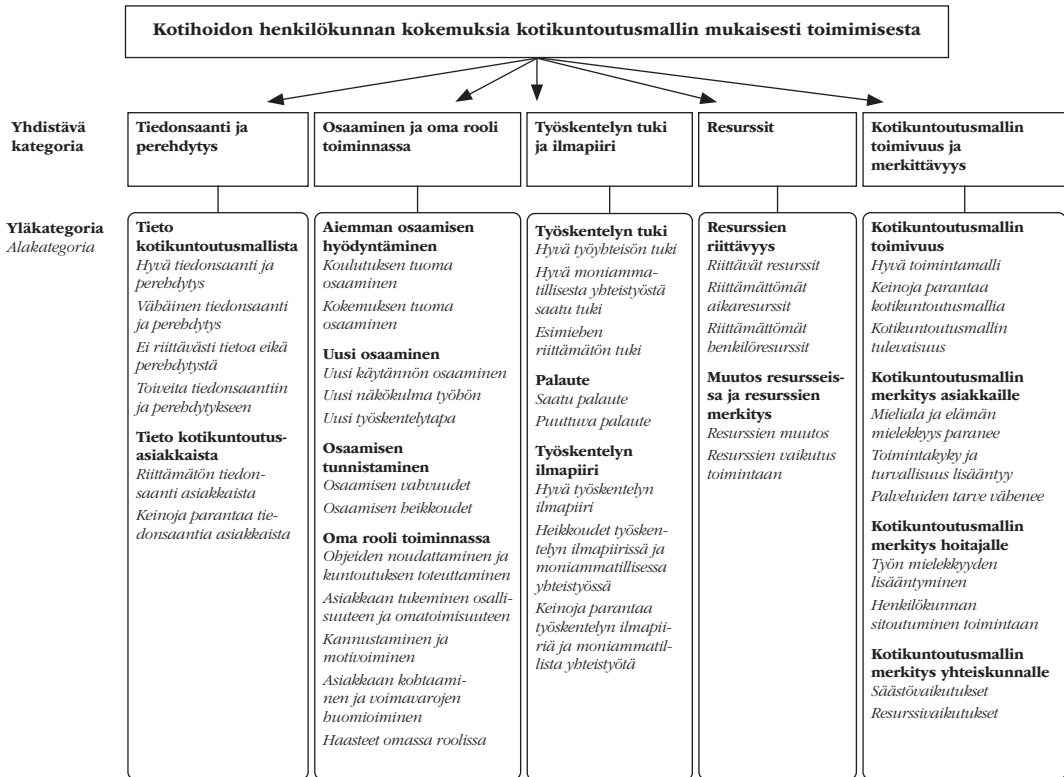 Kotihoidon henkilökunnan kokemuksia kotikuntoutusmallin mukaisesti toimimisesta
Yhdistävä
kategoria
Tiedonsaanti ja
perehdytys
Osaaminen ja oma rooli
toiminnassa
Työskentelyn tuki
ja ilmapiiri
Resurssit
Kotikuntoutusmallin
toimivuus ja
merkittävyys
Yläkategoria
Alakategoria
Tieto
kotikuntoutusmallista
Hyvä tiedonsaanti ja
perehdytys
Vähäinen tiedonsaanti
ja perehdytys
Ei riittävästi tietoa eikä
perehdytystä
Toiveita tiedonsaantiin
ja perehdytykseen
Tieto kotikuntoutus-
asiakkaista
Riittämätön tiedon-
saanti asiakkaista
Keinoja parantaa tie-
donsaantia asiakkaista
Aiemman osaamisen
hyödyntäminen
Koulutuksen tuoma
osaaminen
Kokemuksen tuoma
osaaminen
Uusi osaaminen
Uusi käytännön osaaminen
Uusi näkökulma työhön
Uusi työskentelytapa
Osaamisen
tunnistaminen
Osaamisen vahvuudet
Osaamisen heikkoudet
Oma rooli toiminnassa
Ohjeiden noudattaminen ja
kuntoutuksen toteuttaminen
Asiakkaan tukeminen osalli-
suuteen ja omatoimisuuteen
Kannustaminen ja
motivoiminen
Asiakkaan kohtaami-
nen ja voimavarojen
huomioiminen
Haasteet omassa roolissa
Työskentelyn tuki
Hyvä työyhteisön tuki
Hyvä moniamma-
tillisesta yhteistyöstä
saatu tuki
Esimiehen
riittämätön tuki
Palaute
Saatu palaute
Puuttuva palaute
Työskentelyn
ilmapiiri
Hyvä työskentelyn
ilmapiiri
Heikkoudet työsken-
telyn ilmapiirissä ja
moniammatillisessa
yhteistyössä
Keinoja parantaa
työskentelyn ilmapii-
riä ja moniammatil-
lista yhteistyötä
Resurssien
riittävyys
Riittävät resurssit
Riittämättömät
aikaresurssit
Riittämättömät
henkilöresurssit
Muutos resursseis-
sa ja resurssien
merkitys
Resurssien muutos
Resurssien vaikutus
toimintaan
Kotikuntoutusmallin
toimivuus
Hyvä toimintamalli
Keinoja parantaa
kotikuntoutusmallia
Kotikuntoutusmallin
tulevaisuus
Kotikuntoutusmallin
merkitys asiakkaille
Mieliala ja elämän
mielekkyys paranee
Toimintakyky ja
turvallisuus lisääntyy
Palveluiden tarve vähenee
Kotikuntoutusmallin
merkitys hoitajalle
Työn mielekkyyden
lisääntyminen
Henkilökunnan
sitoutuminen toimintaan
Kotikuntoutusmallin
merkitys yhteiskunnalle
Säästövaikutukset
Resurssivaikutukset